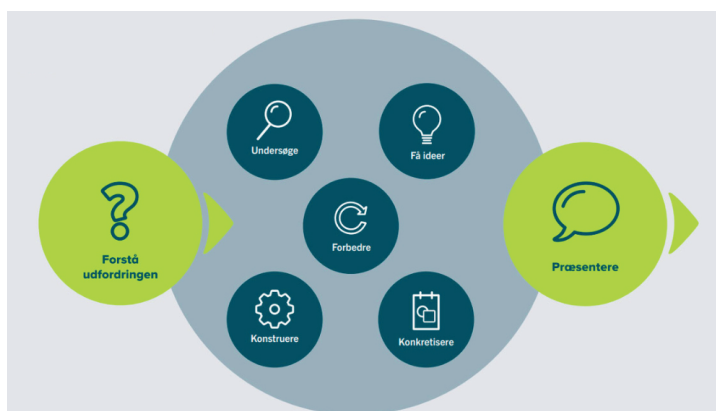 Undersøge
Få ideer
Forstå
udfordringen
Forbedre
Præsentere
Konstruere
Konkretisere